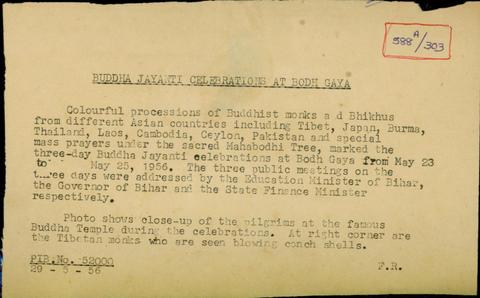 588 A/303
BUDDHA JAYANTI CELEBRATIONS AT BODH GAYA
Colourful processions of Buddhist monks a d Bhikhus
from different Asian countries including Tibet, Japan, Burma,
Thailand, Laos, Cambodia, Ceylon, Pakistan and special
mass prayers under the sacred Mahabodhi Tree, marked the
three-day Buddha Jayanti celebrations at Bodh Gaya from May 23
to May 25, 1956. The three public meetings on the
three days were addressed by the Education Minister of Bihar,
the Governor of Bihar and the State Finance Minister
respectively.
Photo shows close-up of the pilgrims at the famous
Buddha Temple during the celebrations. At right corner are
the Tibetan monks who are seen blowing conch shells.
PIB.No. 52000
29 - 5 - 56
F.R.